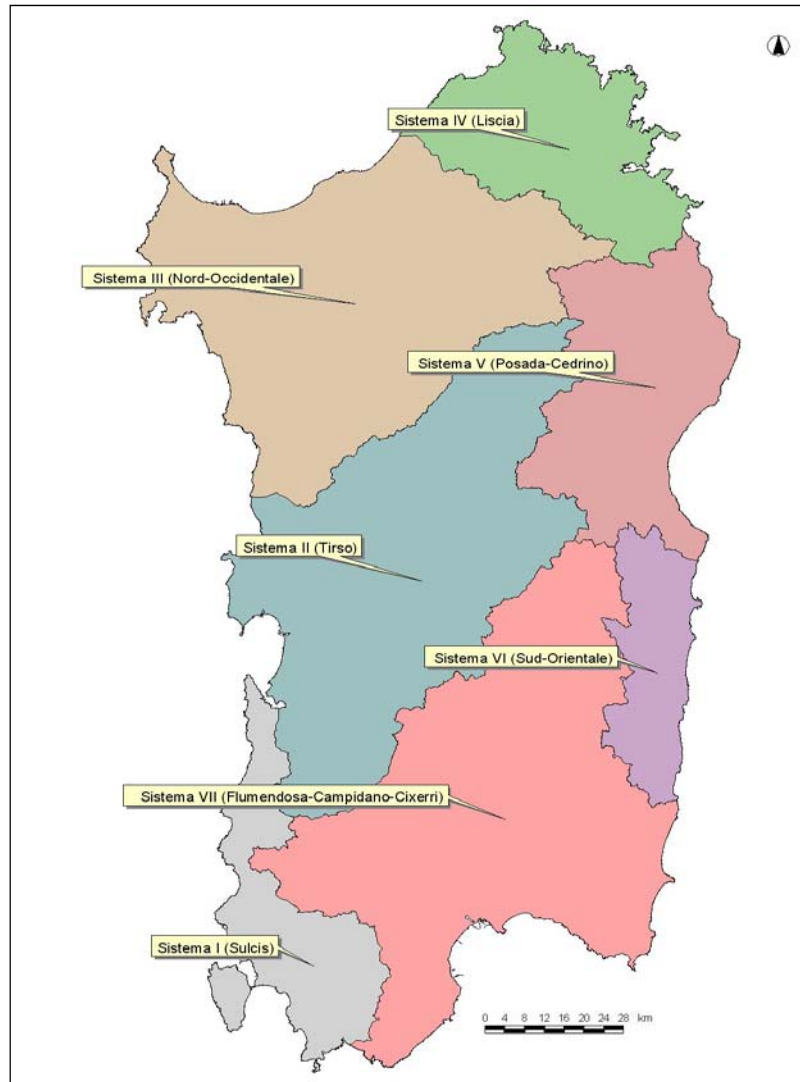 Sistema IV (Liscia)
Sistema III (Nord-Occidentale)
Sistema V (Posada-Cedrino)
Sistema II (Tirso)
Sistema VI (Sud-Orientale)
Sistema VII (Flumendosa-Campidano-Cixerri)
Sistema I (Sulcis)
0 4 8 12 16 20 24 28 km